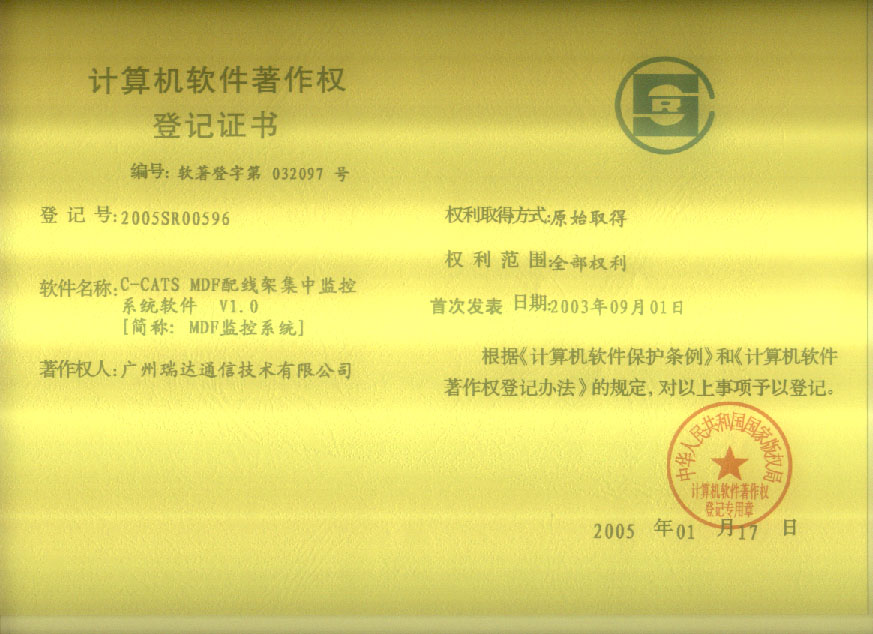 计算机软件著作权
登记证书
编号: 软著登字第 032097 号
登 记 号: 2005SR00596
软件名称: C-CATS MDF配线架集中监控
系统软件 V1.0
[简称: MDF监控系统]
著作权人: 广州瑞达通信技术有限公司
R
权利取得方式: 原始取得
权 利 范 围: 全部权利
首次发表 日期: 2003年09月01日
根据《计算机软件保护条例》和《计算机软件
著作权登记办法》的规定, 对以上事项予以登记。
中华人民共和国国家版权局
计算机软件著作权
登记专用章
2005 年 01 月 17 日